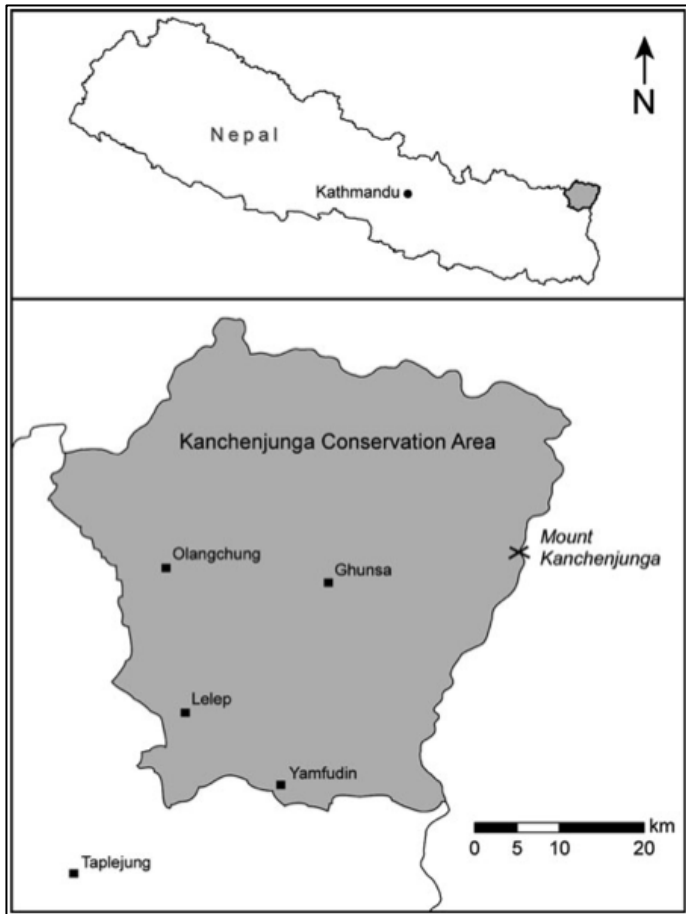 N
Nepal
Kathmandu
Kanchenjunga Conservation Area
Mount
Kanchenjunga
Olangchung
Ghunsa
Lelep
Yamfudin
km
0 5 10 20
Taplejung